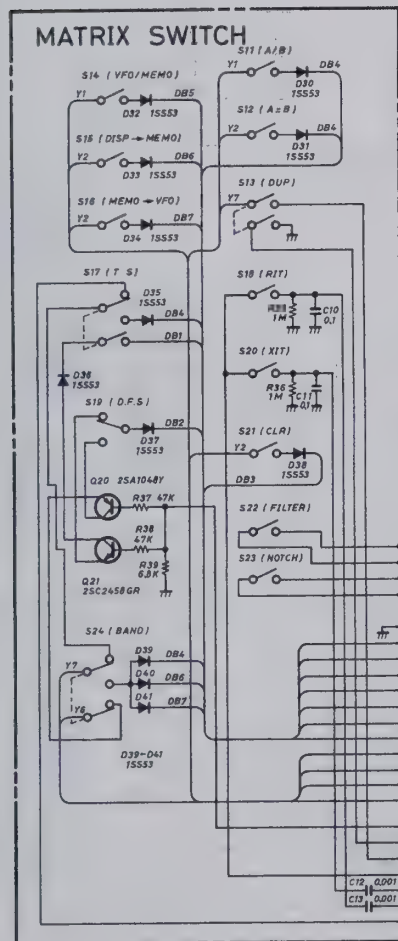 MATRIX SWITCH
S14 (VFO/MEMO)
Y1
DB5
D32 1SS53
S15 (DISP→MEMO)
Y2
DB6
D33 1SS53
S16 (MEMO→VFO)
Y2
DB7
D34 1SS53
S11 (A/B)
Y1
DB4
D30
1SS53
S12 (A=B)
Y2
DB4
D31
1SS53
S13 (DUP)
Y7
S17 (T S)
D35
1SS53
DB4
DB1
D36
1SS53
S18 (RIT)
1M
C10
0.1
S20 (XIT)
R36
1M
C11
0.1
S19 (D.F.S)
DB2
D37
1SS53
S21 (CLR)
Y2
D38
1SS53
DB3
Q20 2SA1048Y
R37 47K
R38
47K
R39
6.8K
Q21
2SC2458GR
S22 (FILTER)
S23 (NOTCH)
S24 (BAND)
Y7
Y6
D39
DB4
D40
DB6
D41
DB7
D39~D41
1SS53
C12 0.001
C13 0.001